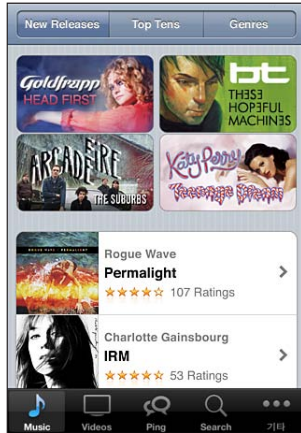 New Releases Top Tens Genres
Goldfrapp
HEAD FIRST
bt
THESE
HOPEFUL
MACHINES
ARCADE FIRE
THE SUBURBS
Katy Perry
Teenage Dream
ROGUE WAVE · PERMALIGHT
Rogue Wave
Permalight
107 Ratings
Charlotte Gainsbourg
IRM
53 Ratings
Music Videos Ping Search 기타